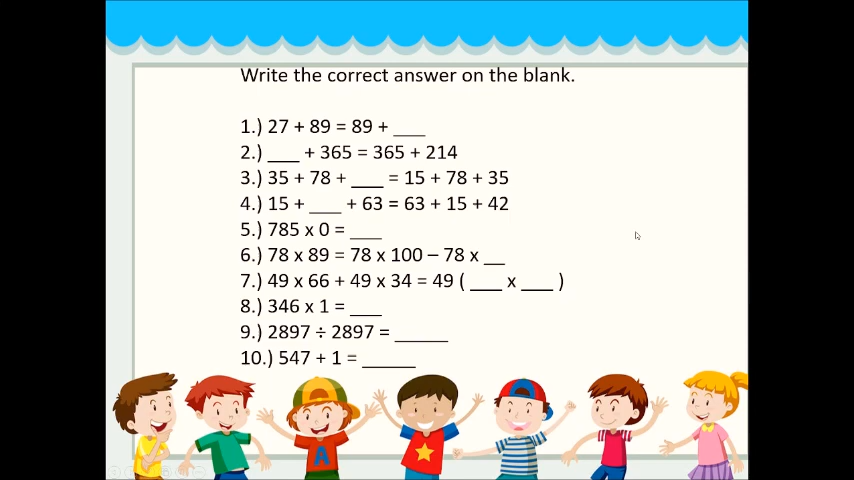 Write the correct answer on the blank.
1.) 27 + 89 = 89 + ___
2.) ___ + 365 = 365 + 214
3.) 35 + 78 + ___ = 15 + 78 + 35
4.) 15 + ___ + 63 = 63 + 15 + 42
5.) 785 x 0 = ___
6.) 78 x 89 = 78 x 100 – 78 x __
7.) 49 x 66 + 49 x 34 = 49 ( ___ x ___ )
8.) 346 x 1 = ___
9.) 2897 ÷ 2897 = _____
10.) 547 + 1 = _____
A